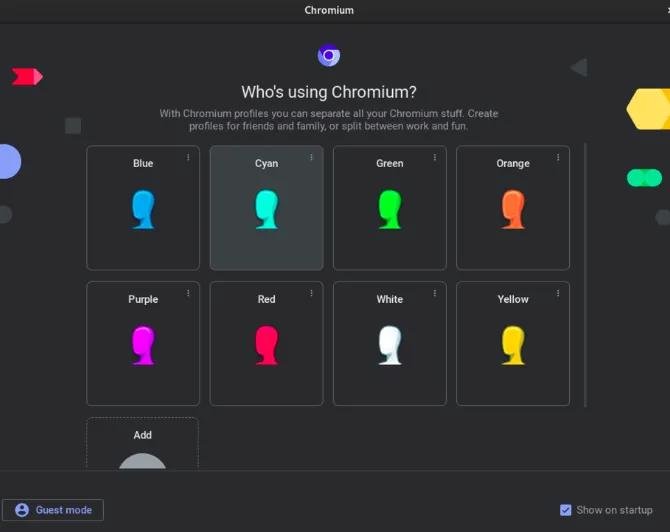 Chromium
Who's using Chromium?
With Chromium profiles you can separate all your Chromium stuff. Create
profiles for friends and family, or split between work and fun.
Blue
Cyan
Green
Orange
Purple
Red
White
Yellow
Add
Guest mode
Show on startup